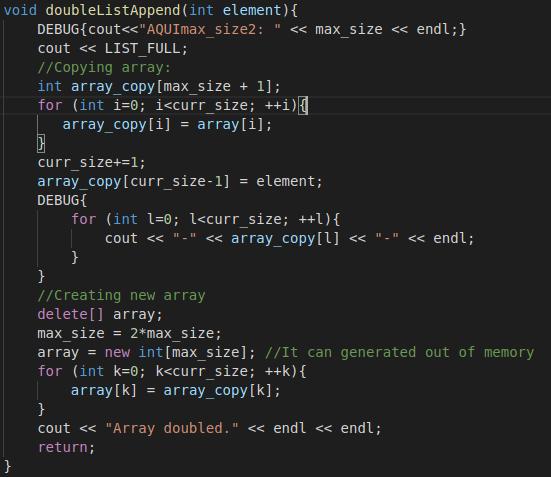 void doubleListAppend(int element){
    DEBUG{cout<<"AQUImax_size2: " << max_size << endl;}
    cout << LIST_FULL;
    //Copying array:
    int array_copy[max_size + 1];
    for (int i=0; i<curr_size; ++i){
       array_copy[i] = array[i];
    }
    curr_size+=1;
    array_copy[curr_size-1] = element;
    DEBUG{
        for (int l=0; l<curr_size; ++l){
            cout << "-" << array_copy[l] << "-" << endl;
        }
    }
    //Creating new array
    delete[] array;
    max_size = 2*max_size;
    array = new int[max_size]; //It can generated out of memory
    for (int k=0; k<curr_size; ++k){
        array[k] = array_copy[k];
    }
    cout << "Array doubled." << endl << endl;
    return;
}